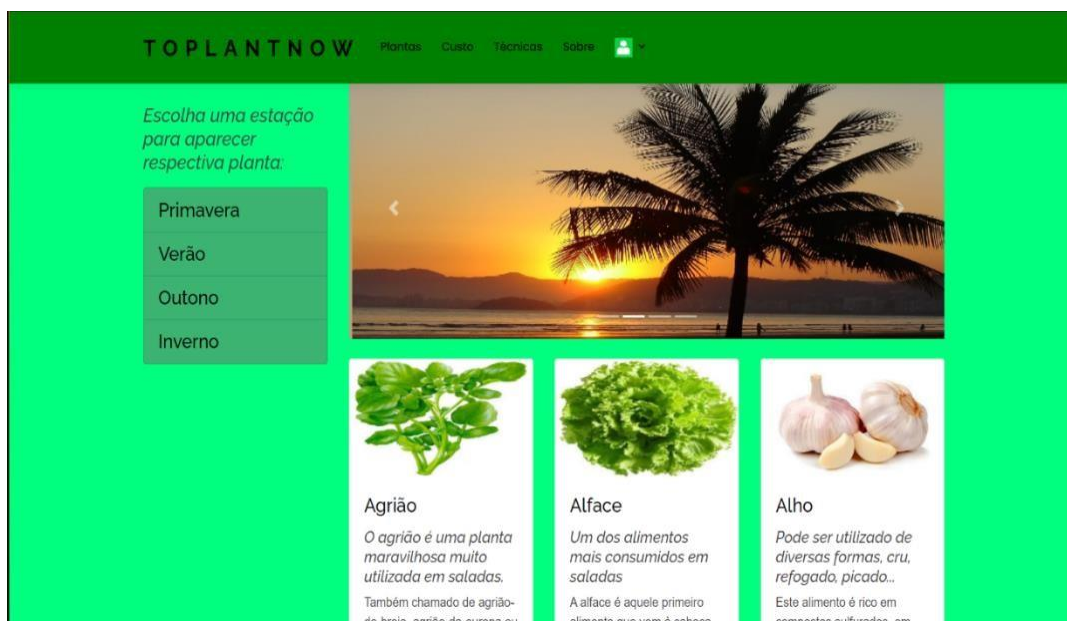 TOPLANTNOW Plantas Custo Técnicas Sobre
Escolha uma estação
para aparecer
respectiva planta:
Primavera
Verão
Outono
Inverno
Agrião
O agrião é uma planta
maravilhosa muito
utilizada em saladas.
Também chamado de agrião-
Alface
Um dos alimentos
mais consumidos em
saladas
A alface é aquele primeiro
Alho
Pode ser utilizado de
diversas formas, cru,
refogado, picado...
Este alimento é rico em